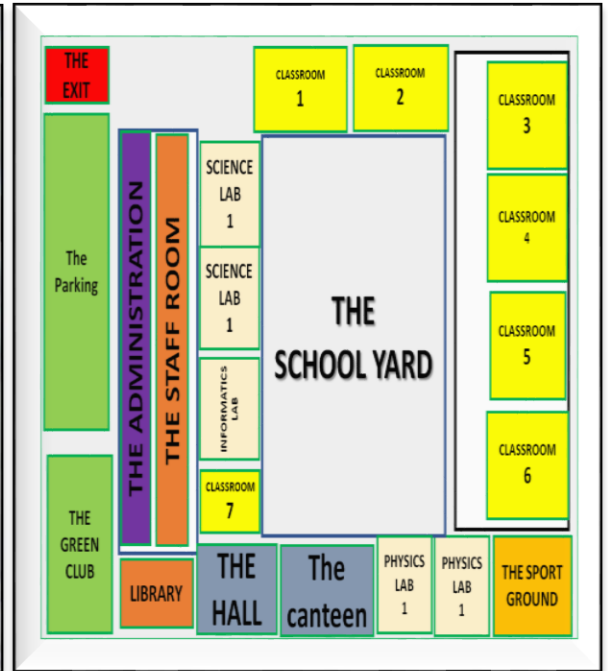 THE
EXIT
CLASSROOM
1
CLASSROOM
2
CLASSROOM
3
The
Parking
THE ADMINISTRATION
THE STAFF ROOM
SCIENCE
LAB
1
SCIENCE
LAB
1
INFORMATICS
LAB
CLASSROOM
7
THE
SCHOOL YARD
CLASSROOM
4
CLASSROOM
5
CLASSROOM
6
THE
GREEN
CLUB
LIBRARY
THE
HALL
The
canteen
PHYSICS
LAB
1
PHYSICS
LAB
1
THE SPORT
GROUND